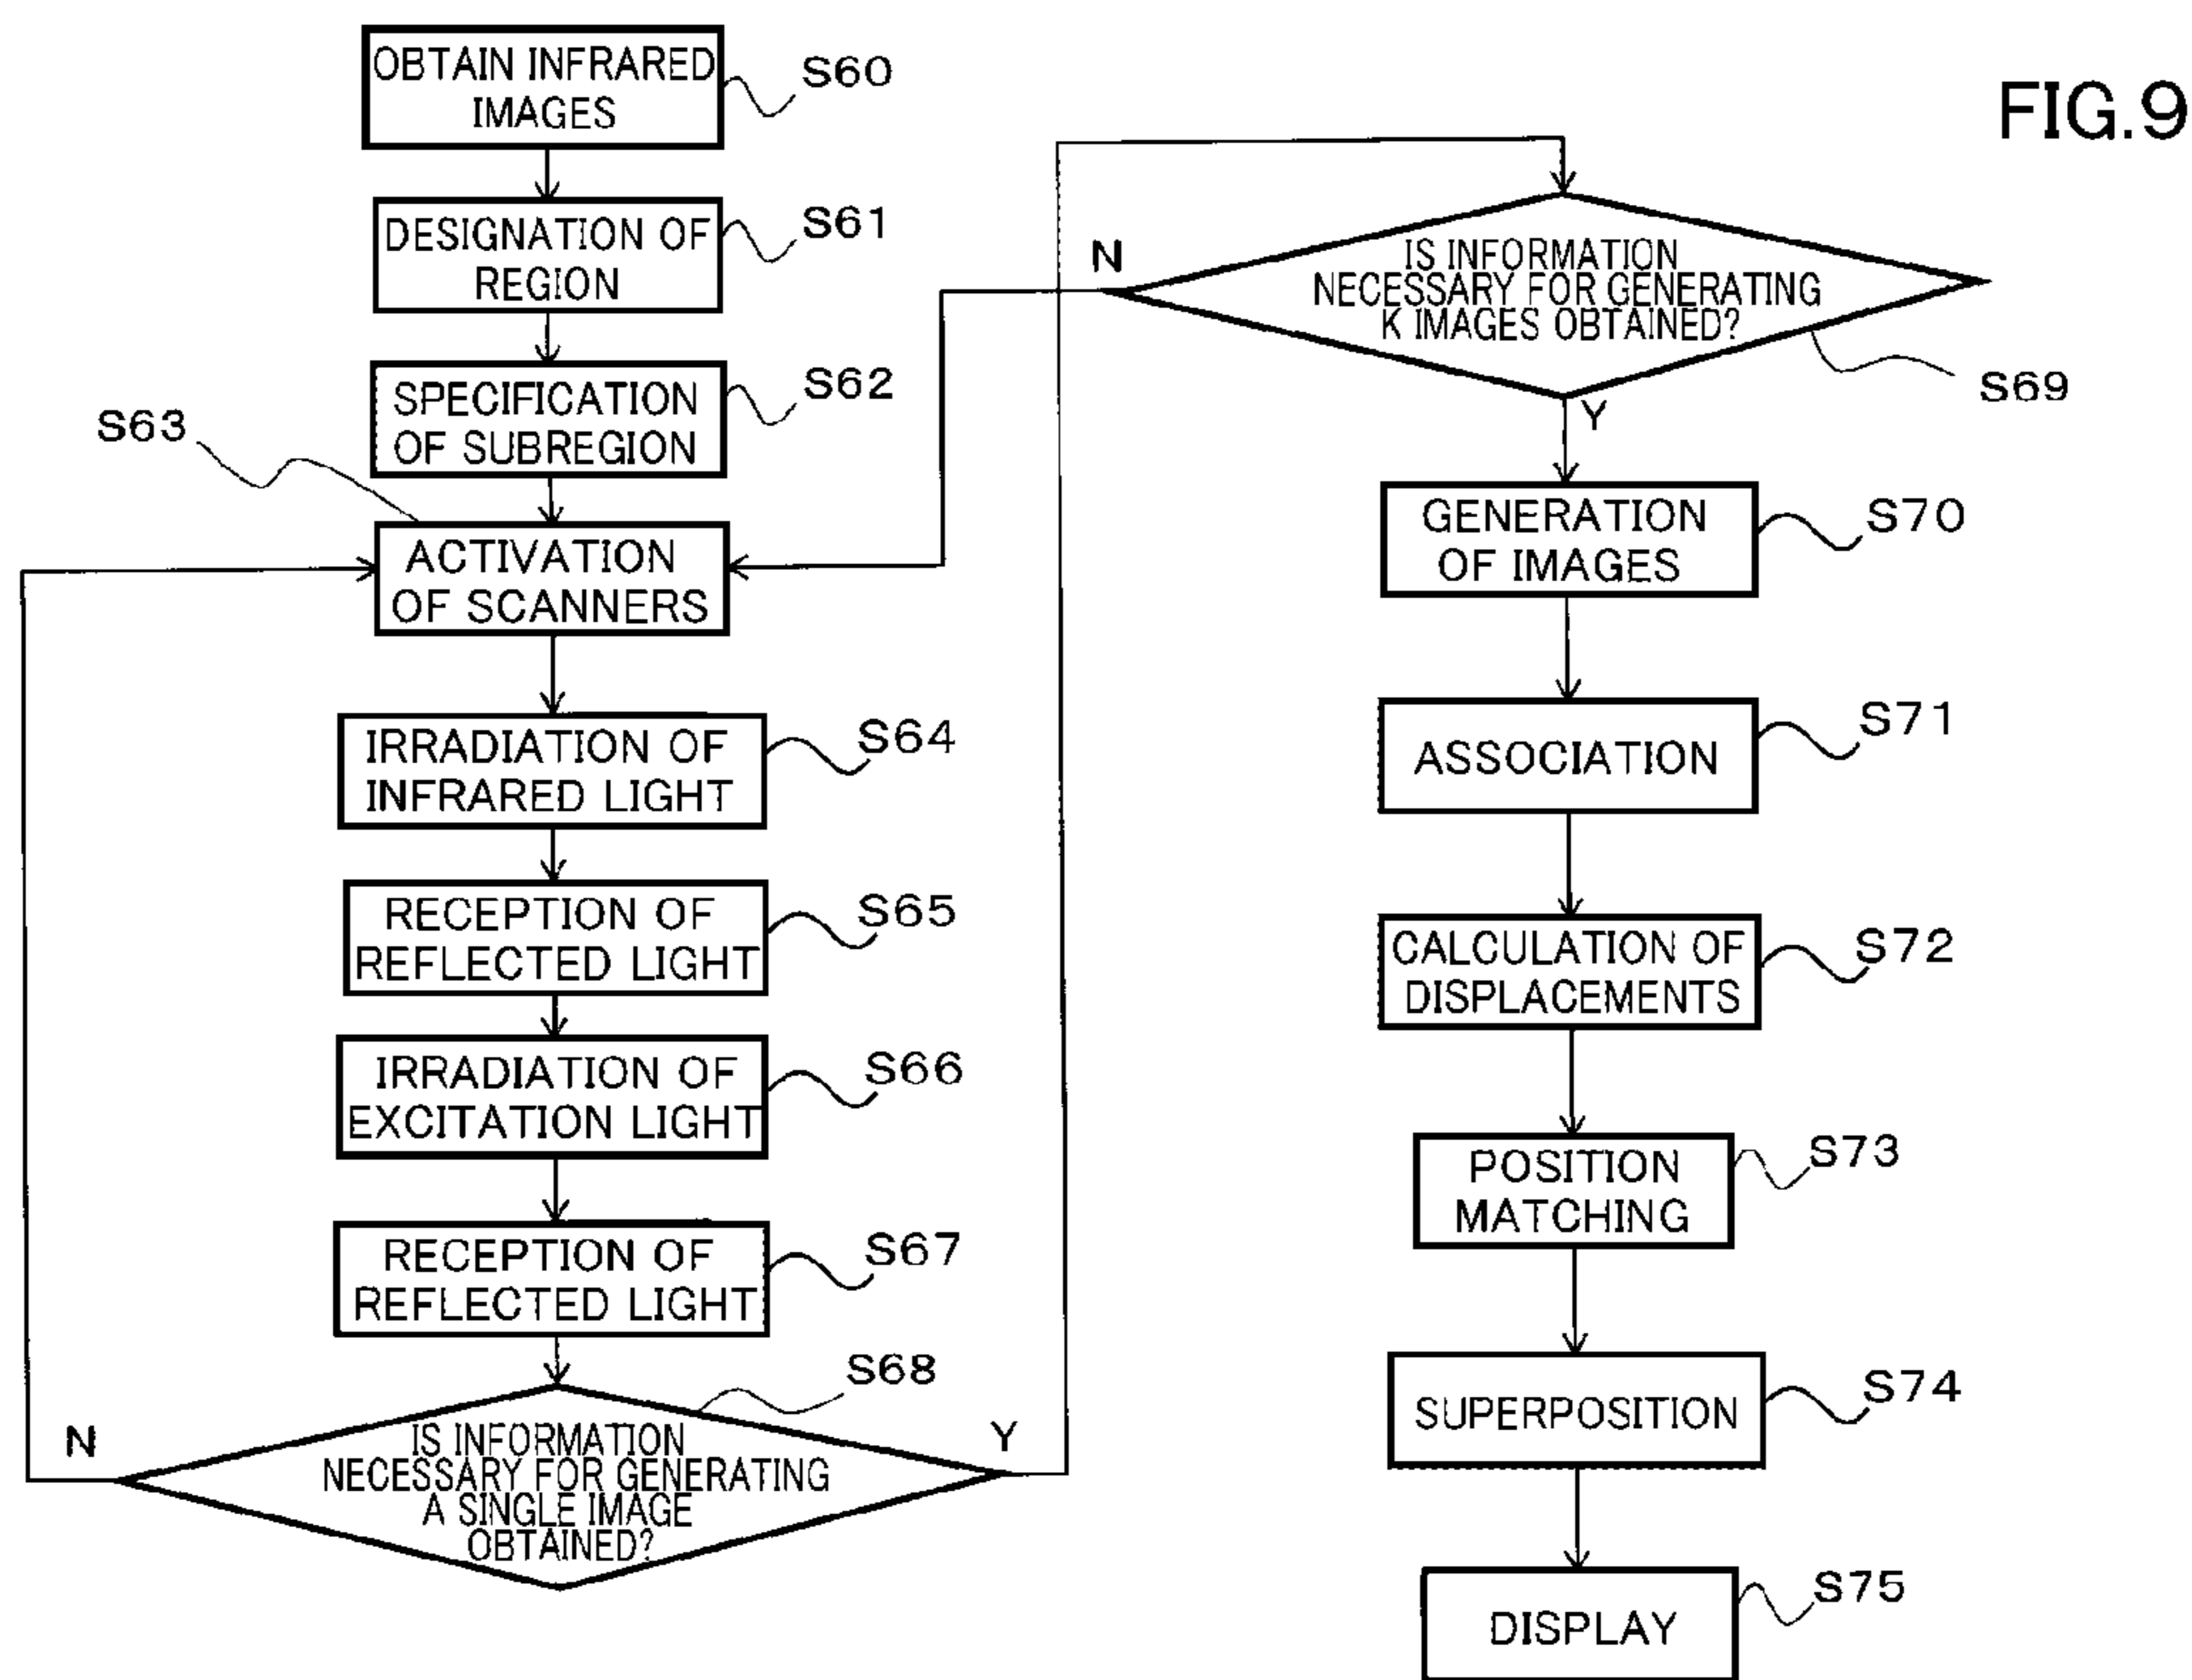 FIG.9
OBTAIN INFRARED
IMAGES
S60
DESIGNATION OF
REGION
S61
SPECIFICATION
OF SUBREGION
S62
S63
ACTIVATION
OF SCANNERS
IRRADIATION OF
INFRARED LIGHT
S64
RECEPTION OF
REFLECTED LIGHT
S65
IRRADIATION OF
EXCITATION LIGHT
S66
RECEPTION OF
REFLECTED LIGHT
S67
S68
N
IS INFORMATION
NECESSARY FOR GENERATING
A SINGLE IMAGE
OBTAINED?
Y
N
IS INFORMATION
NECESSARY FOR GENERATING
K IMAGES OBTAINED?
S69
Y
GENERATION
OF IMAGES
S70
ASSOCIATION
S71
CALCULATION OF
DISPLACEMENTS
S72
POSITION
MATCHING
S73
SUPERPOSITION
S74
DISPLAY
S75